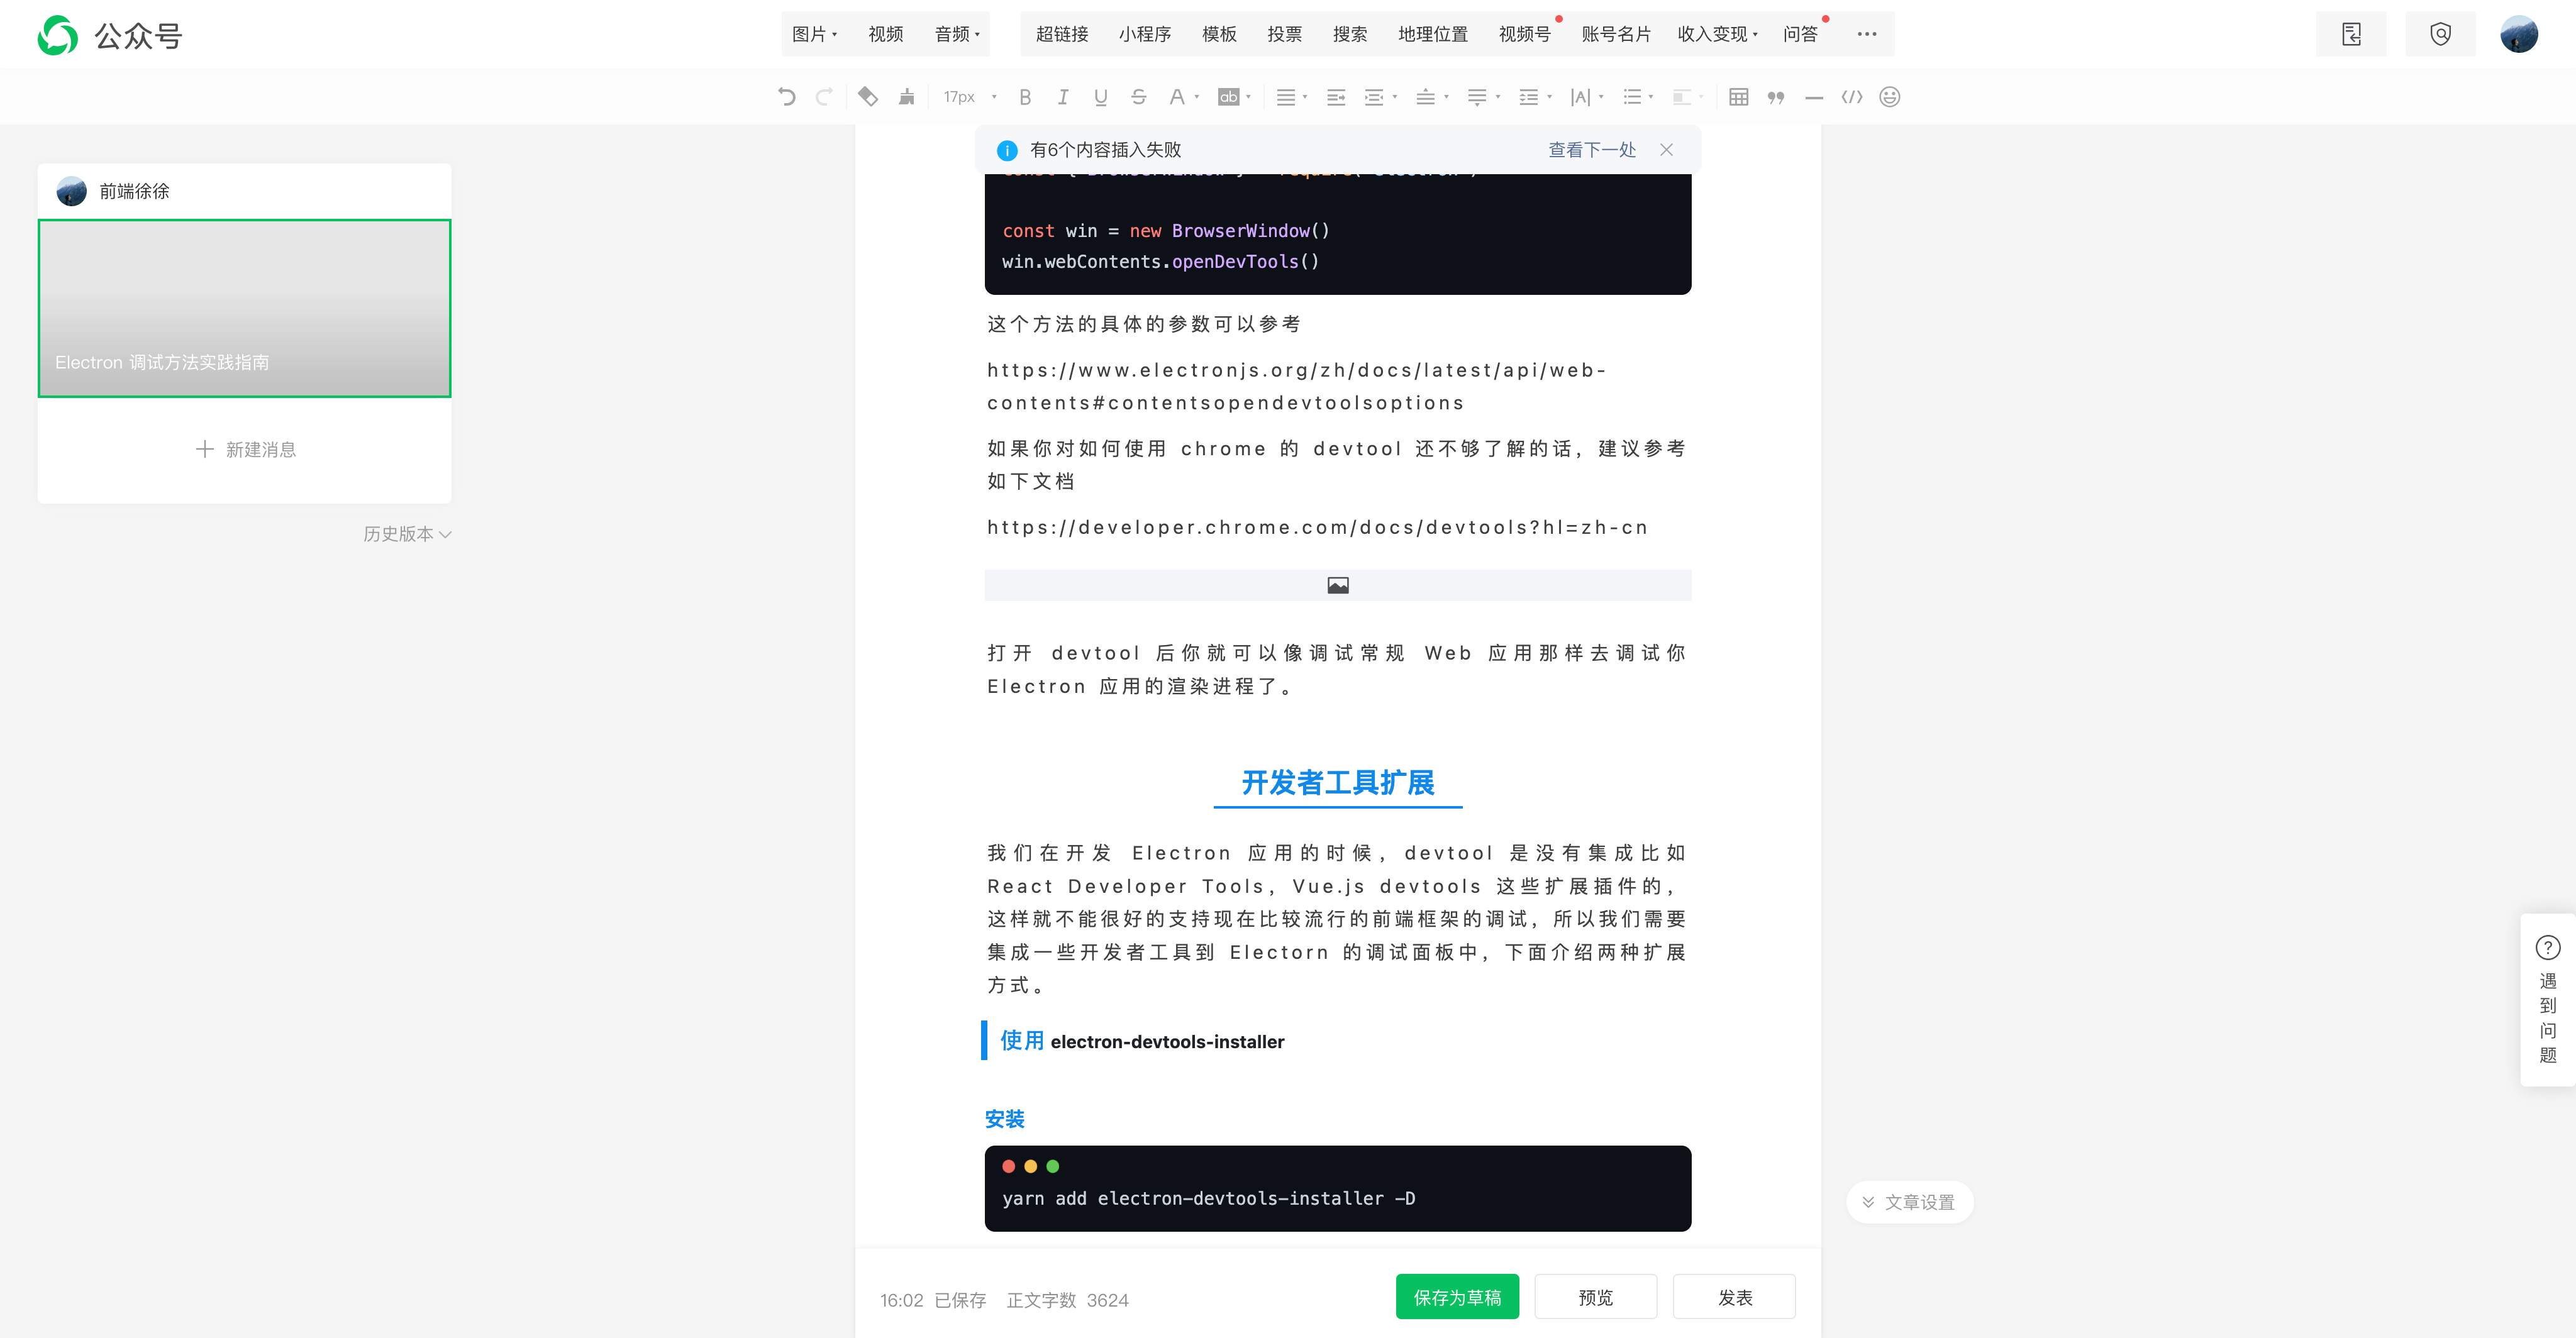 公众号
图片 视频 音频 超链接 小程序 模板 投票 搜索 地理位置 视频号 账号名片 收入变现 问答
17px
有6个内容插入失败 查看下一处
前端徐徐
Electron 调试方法实践指南
新建消息
历史版本
const win = new BrowserWindow()
win.webContents.openDevTools()
这个方法的具体的参数可以参考
https://www.electronjs.org/zh/docs/latest/api/web-
contents#contentsopendevtoolsoptions
如果你对如何使用 chrome 的 devtool 还不够了解的话，建议参考
如下文档
https://developer.chrome.com/docs/devtools?hl=zh-cn
打开 devtool 后你就可以像调试常规 Web 应用那样去调试你
Electron 应用的渲染进程了。
开发者工具扩展
我们在开发 Electron 应用的时候，devtool 是没有集成比如
React Developer Tools，Vue.js devtools 这些扩展插件的，
这样就不能很好的支持现在比较流行的前端框架的调试，所以我们需要
集成一些开发者工具到 Electorn 的调试面板中，下面介绍两种扩展
方式。
使用 electron-devtools-installer
安装
yarn add electron-devtools-installer -D
遇到问题
文章设置
16:02 已保存 正文字数 3624
保存为草稿 预览 发表